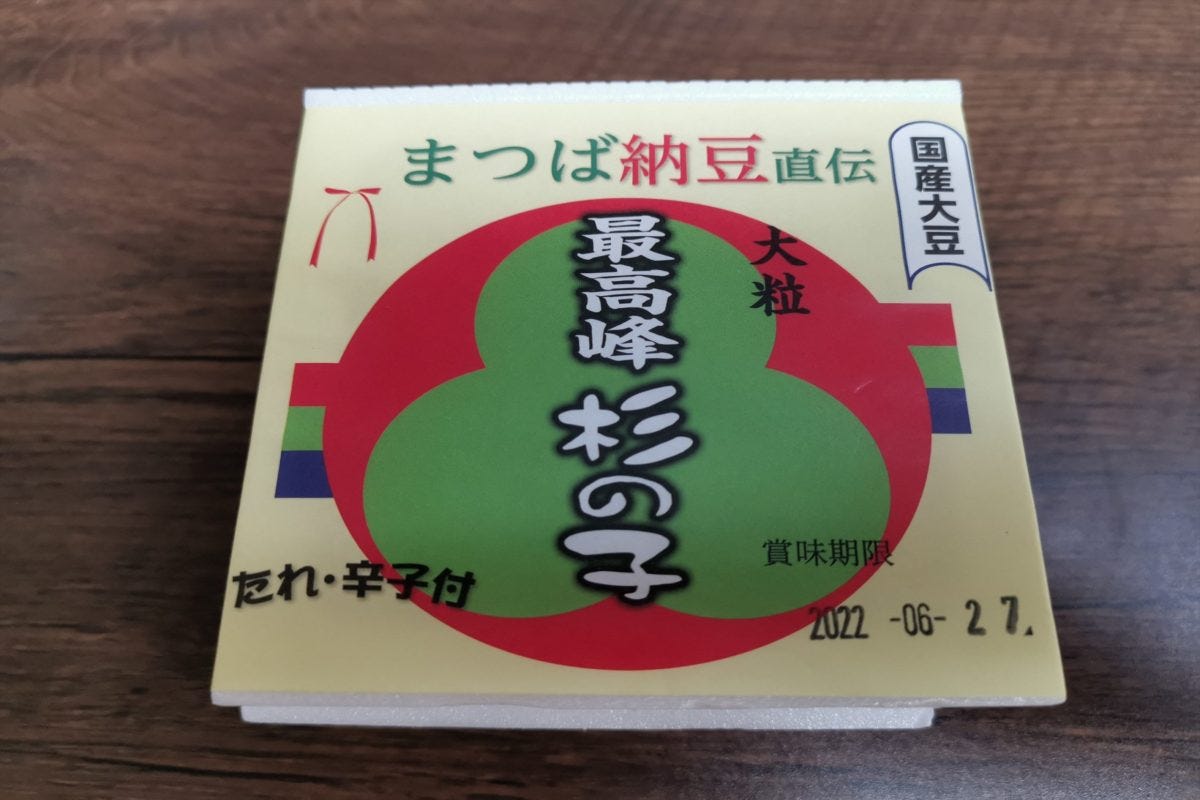 まつば納豆直伝
国産大豆
大粒
最高峰 杉の子
たれ・辛子付
賞味期限
2022 -06- 27.